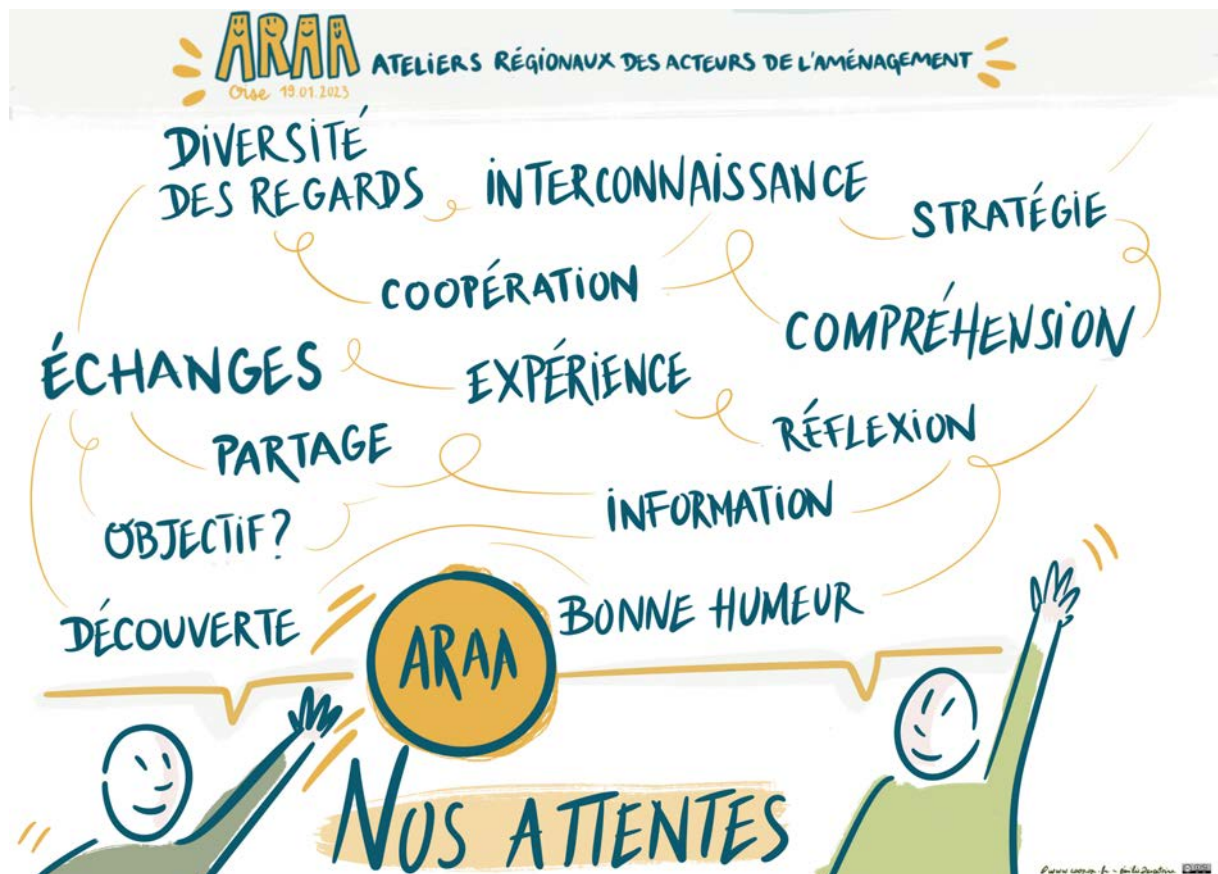 ARAA
ATELIERS RÉGIONAUX DES ACTEURS DE L'AMÉNAGEMENT
Oise 19.01.2023
DIVERSITÉ
DES REGARDS
INTERCONNAISSANCE
STRATÉGIE
COOPÉRATION
COMPRÉHENSION
ÉCHANGES
EXPÉRIENCE
RÉFLEXION
PARTAGE
INFORMATION
OBJECTIF?
DÉCOUVERTE
BONNE HUMEUR
ARAA
NOS ATTENTES